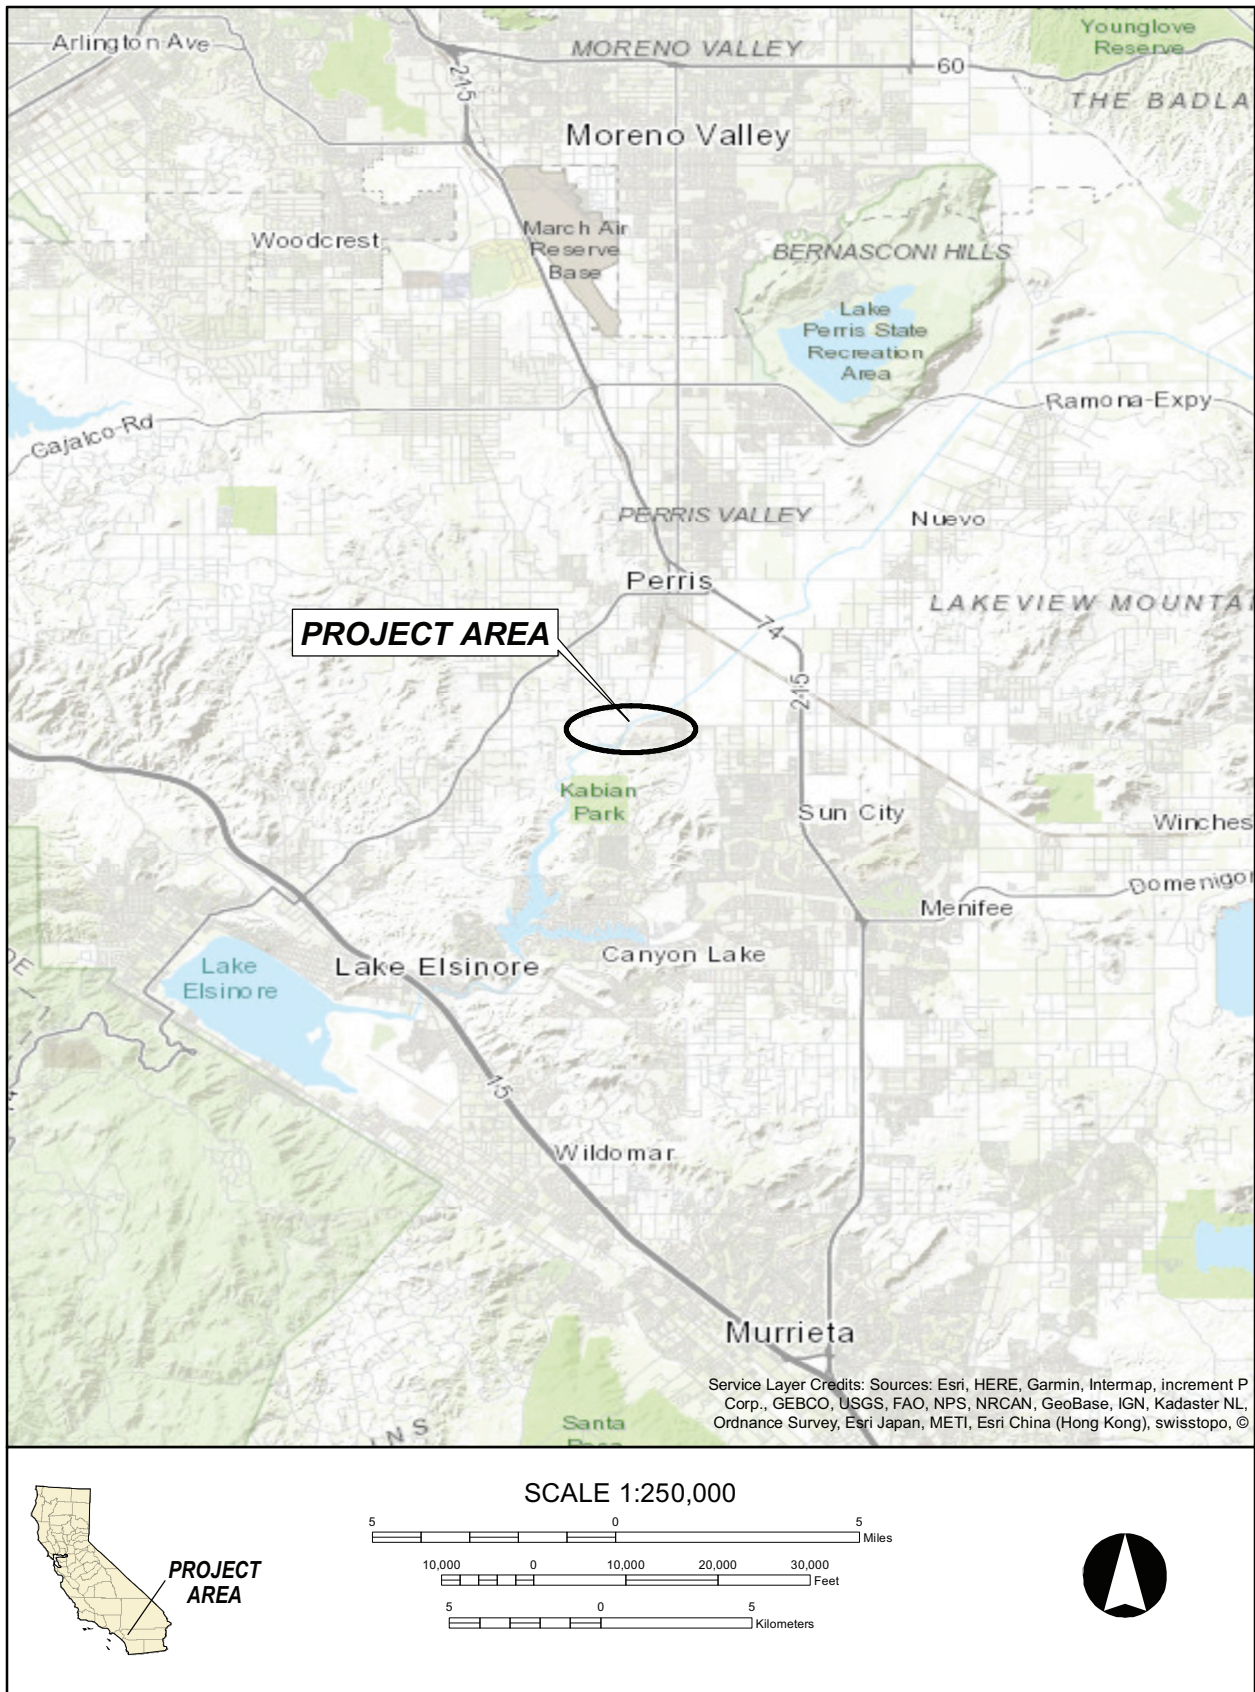 Younglove
Reserve
Arlington Ave
MORENO VALLEY
60
215
THE BADLA
Moreno Valley
March Air
Reserve
Base
Woodcrest
BERNASCONI HILLS
Lake
Perris State
Recreation
Area
Ramona-Expy
Cajalco-Rd
PERRIS VALLEY
Nuevo
Perris
LAKEVIEW MOUNTAI
74
PROJECT AREA
215
Kabian
Park
Sun City
Winches
Domenigor
Menifee
Canyon Lake
Lake
Elsinore
Lake Elsinore
15
Wildomar
Murrieta
Service Layer Credits: Sources: Esri, HERE, Garmin, Intermap, increment P
Corp., GEBCO, USGS, FAO, NPS, NRCAN, GeoBase, IGN, Kadaster NL,
Ordnance Survey, Esri Japan, METI, Esri China (Hong Kong), swisstopo, ©
Santa
N S
SCALE 1:250,000
5 0 5
Miles
10,000 0 10,000 20,000 30,000
Feet
5 0 5
Kilometers
PROJECT
AREA